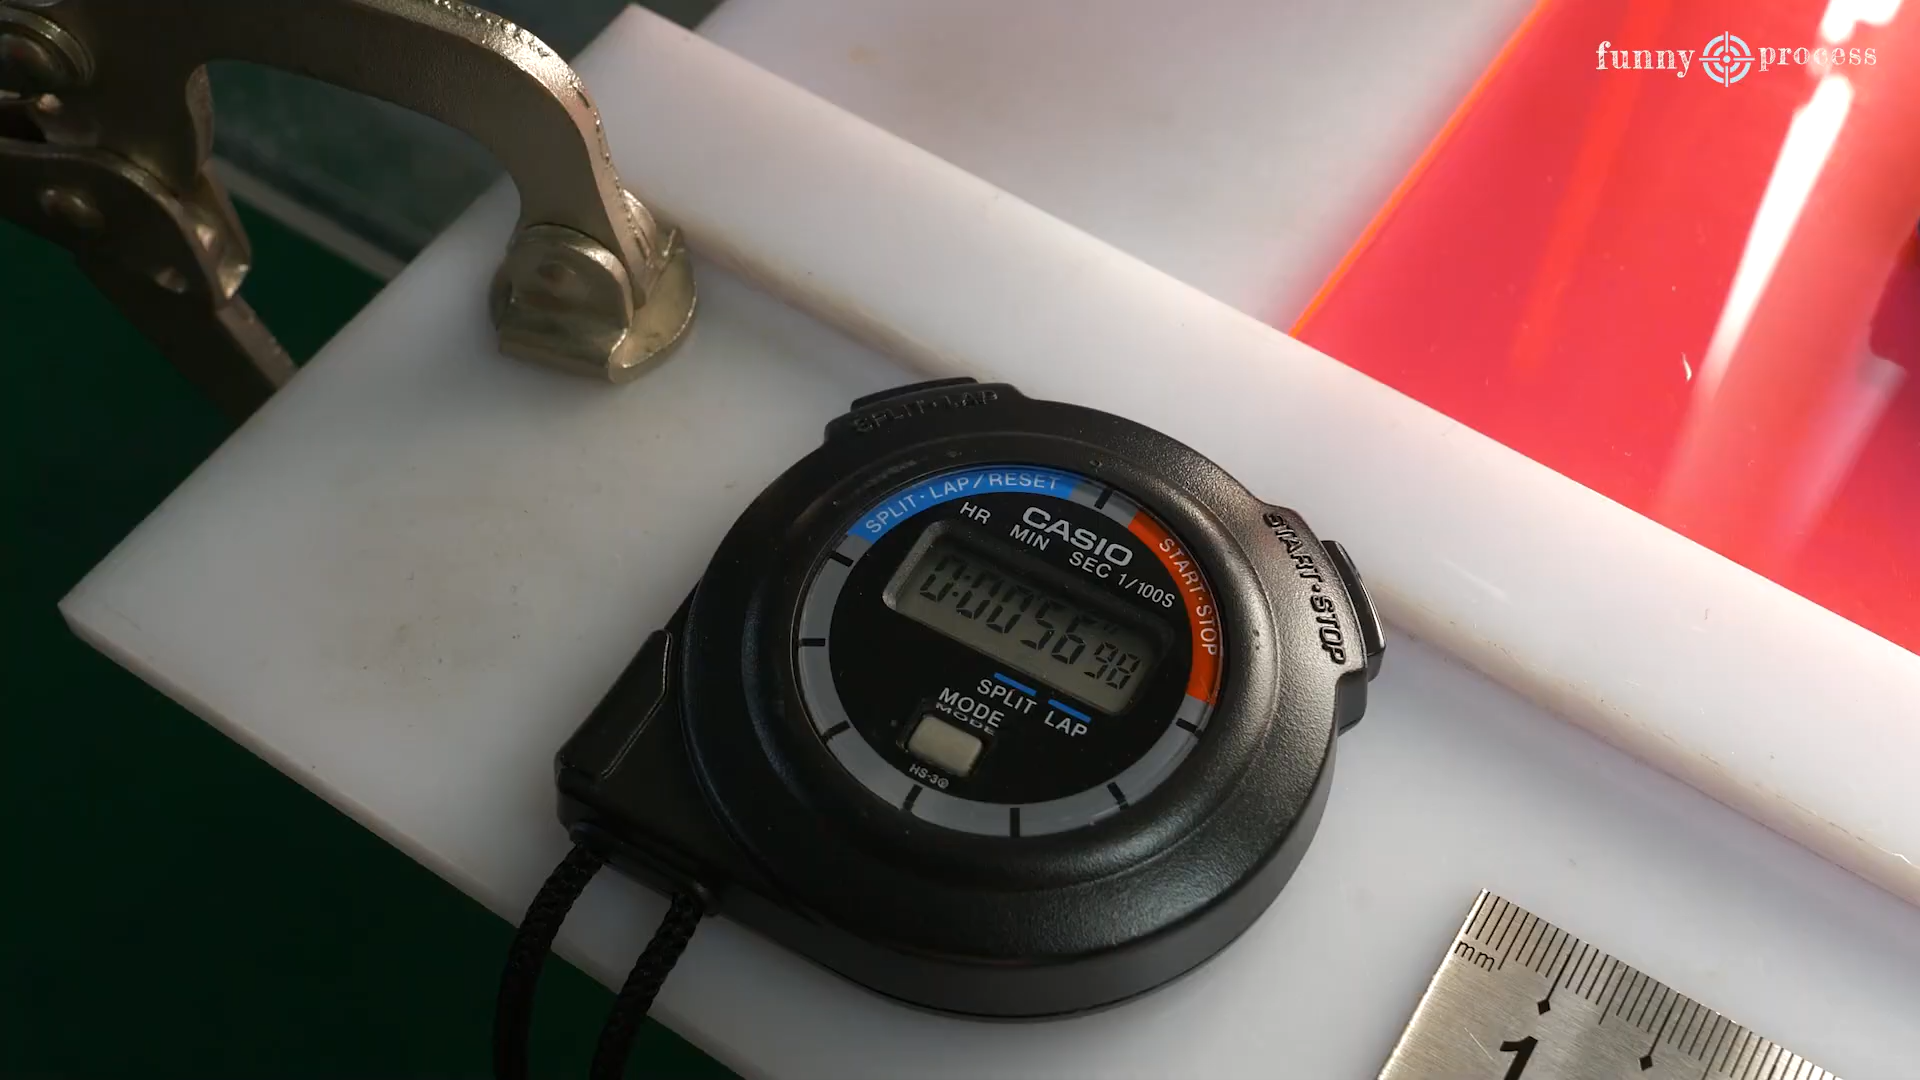 funny process
SPLIT·LAP
SPLIT·LAP/RESET
CASIO
HR MIN SEC 1/100S
START·STOP
START·STOP
0:00'56"98
SPLIT LAP
MODE
MODE
HS-3
mm
1